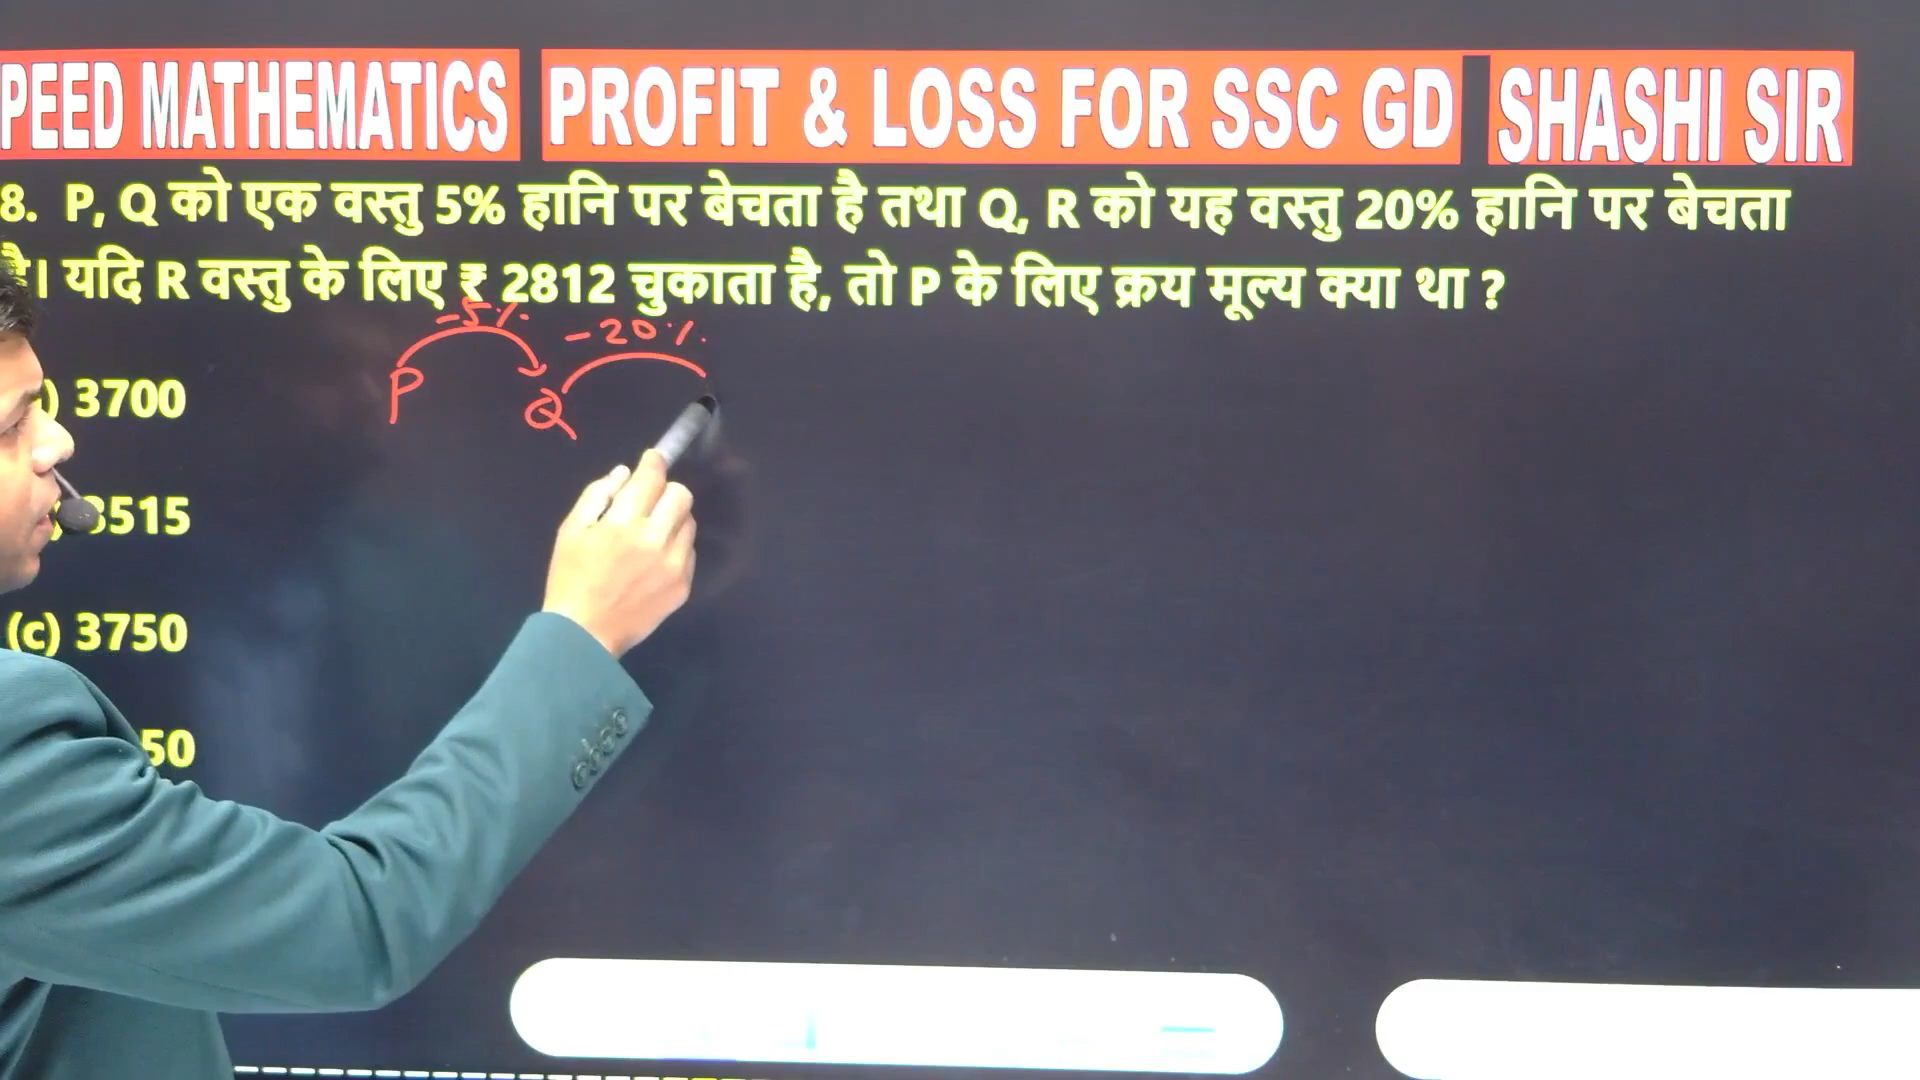 PEED MATHEMATICS PROFIT & LOSS FOR SSC GD SHASHI SIR
8. P, Q को एक वस्तु 5% हानि पर बेचता है तथा Q, R को यह वस्तु 20% हानि पर बेचता
है। यदि R वस्तु के लिए ₹ 2812 चुकाता है, तो P के लिए क्रय मूल्य क्या था ?
-5%. -20%.
P Q
) 3700
3515
(c) 3750
50